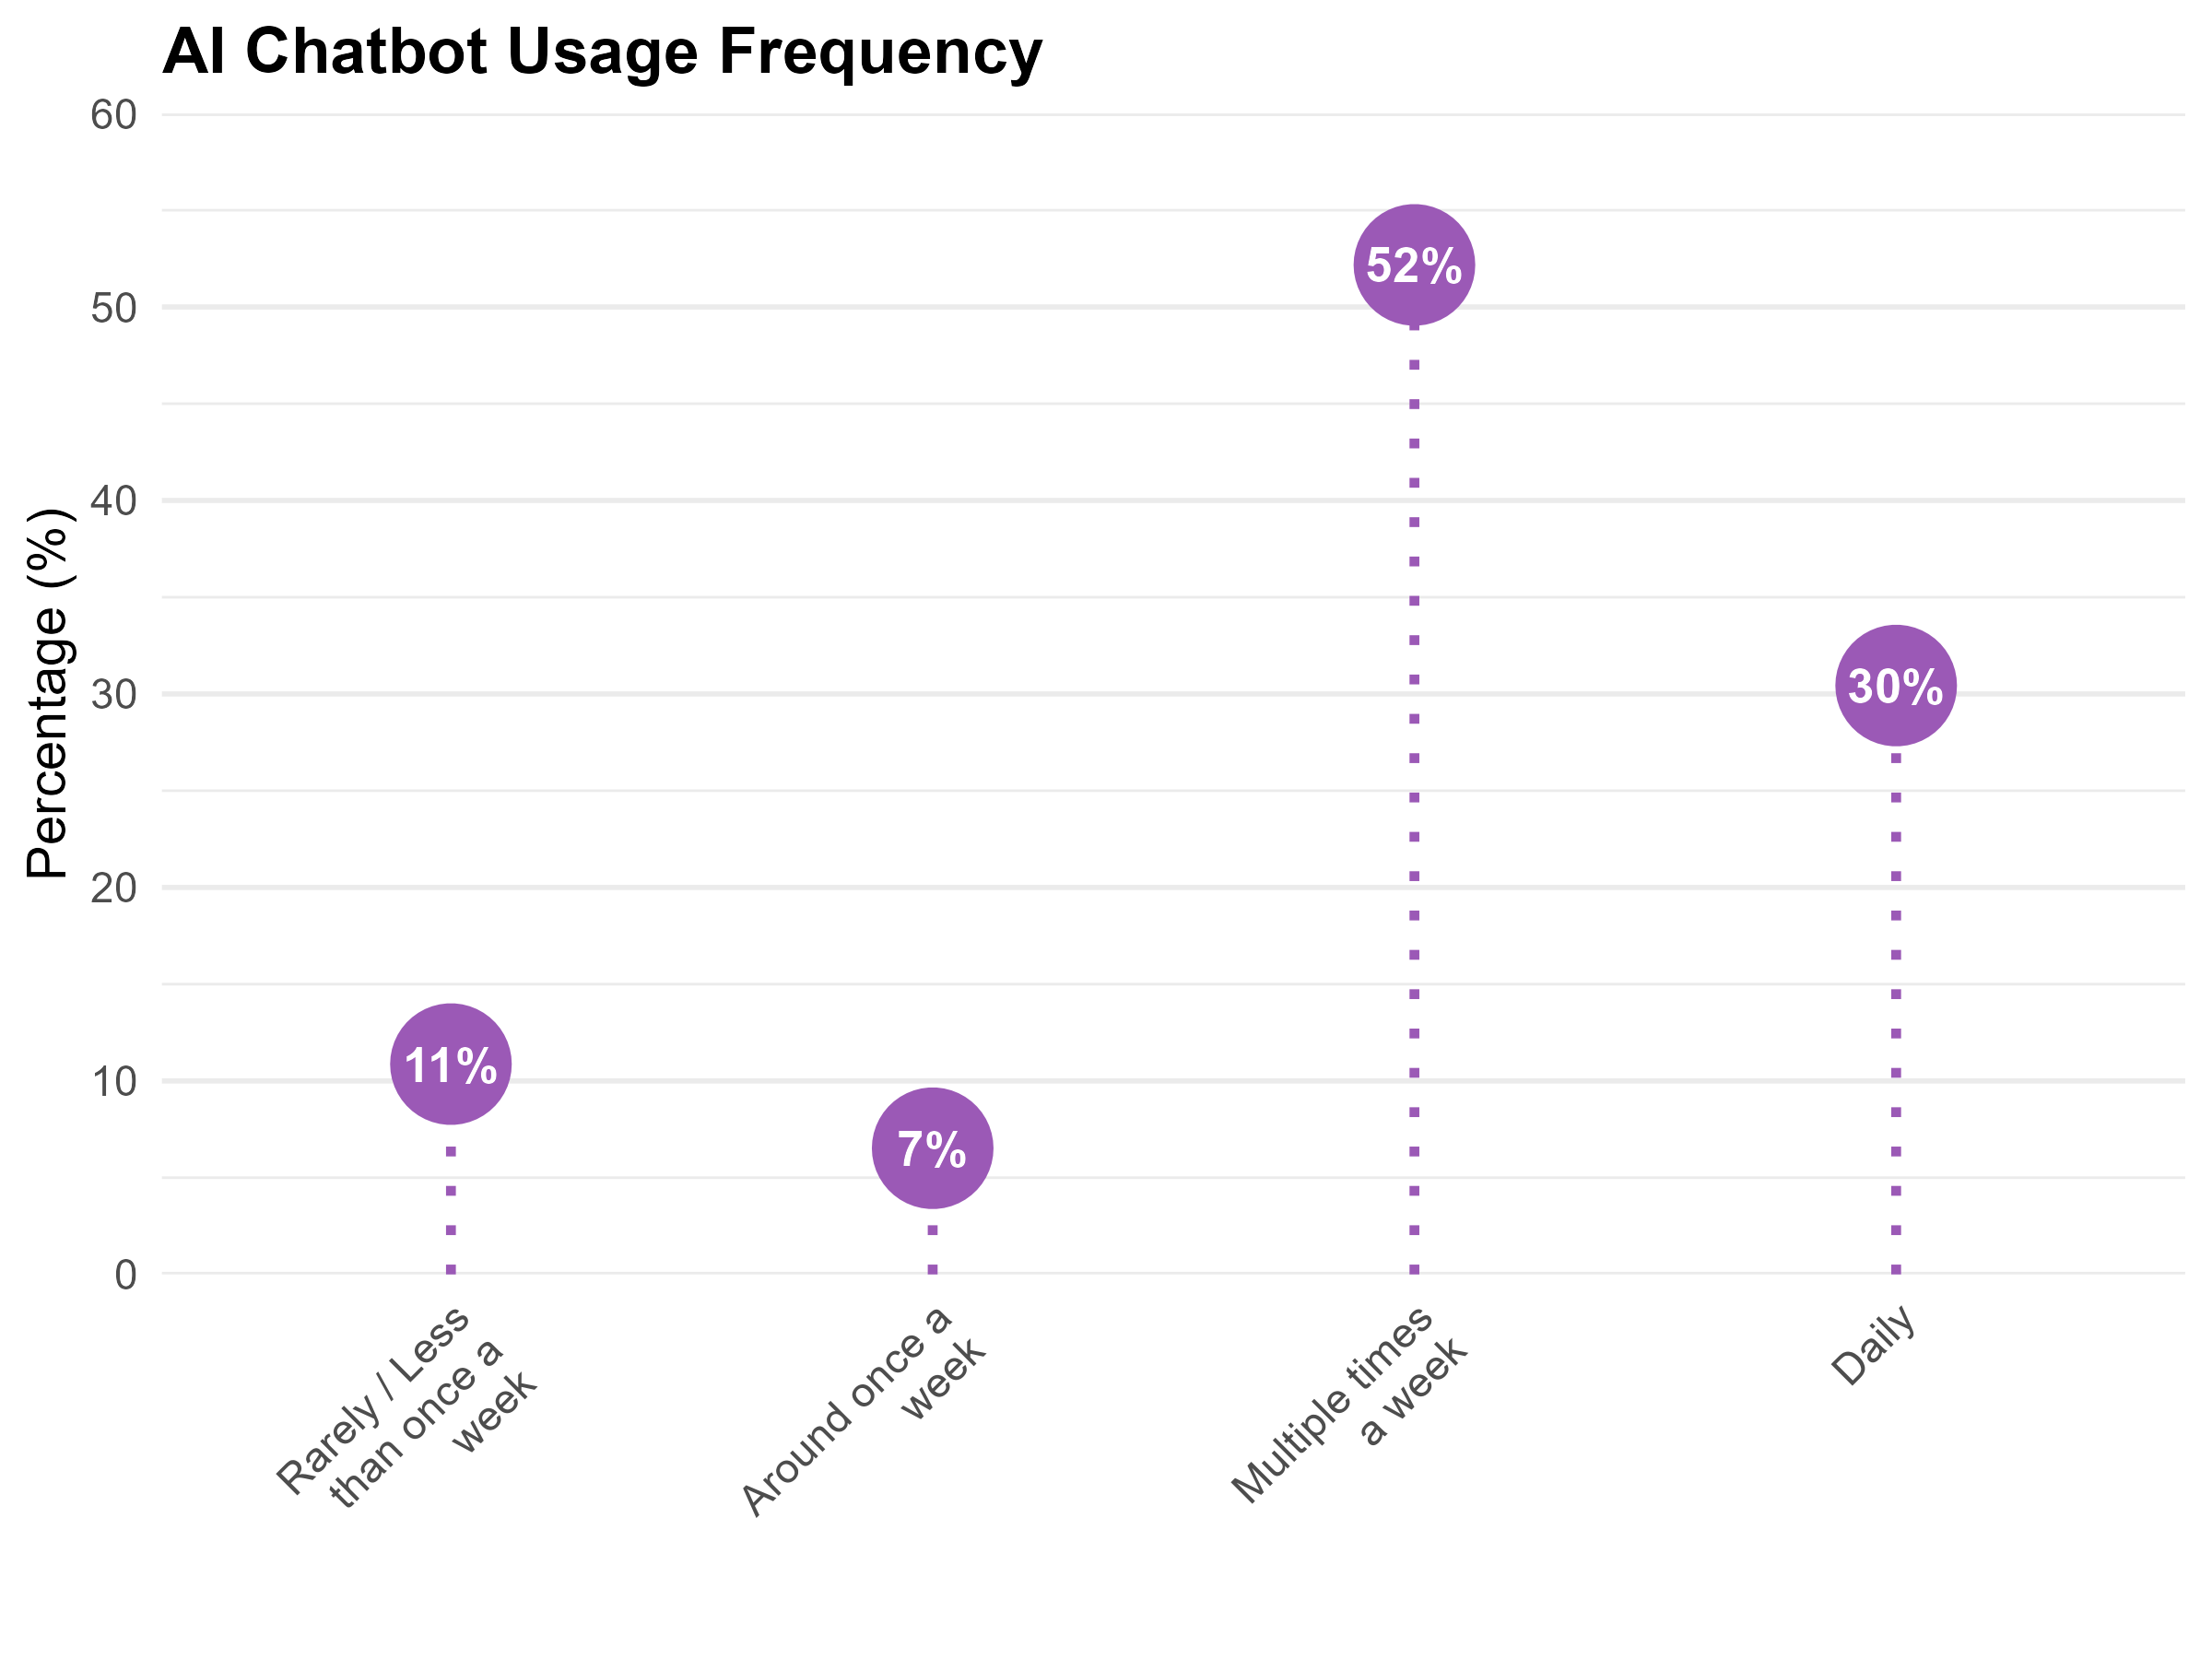 AI Chatbot Usage Frequency
Percentage (%)
60
50
40
30
20
10
0
52%
30%
11%
7%
Rarely / Less
than once a
week
Around once a
week
Multiple times
a week
Daily